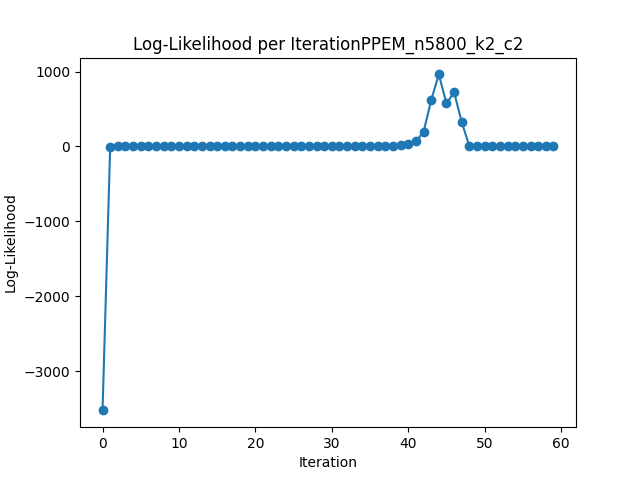 Log-Likelihood per IterationPPEM_n5800_k2_c2
1000
0
−1000
−2000
−3000
Log-Likelihood
0 10 20 30 40 50 60
Iteration